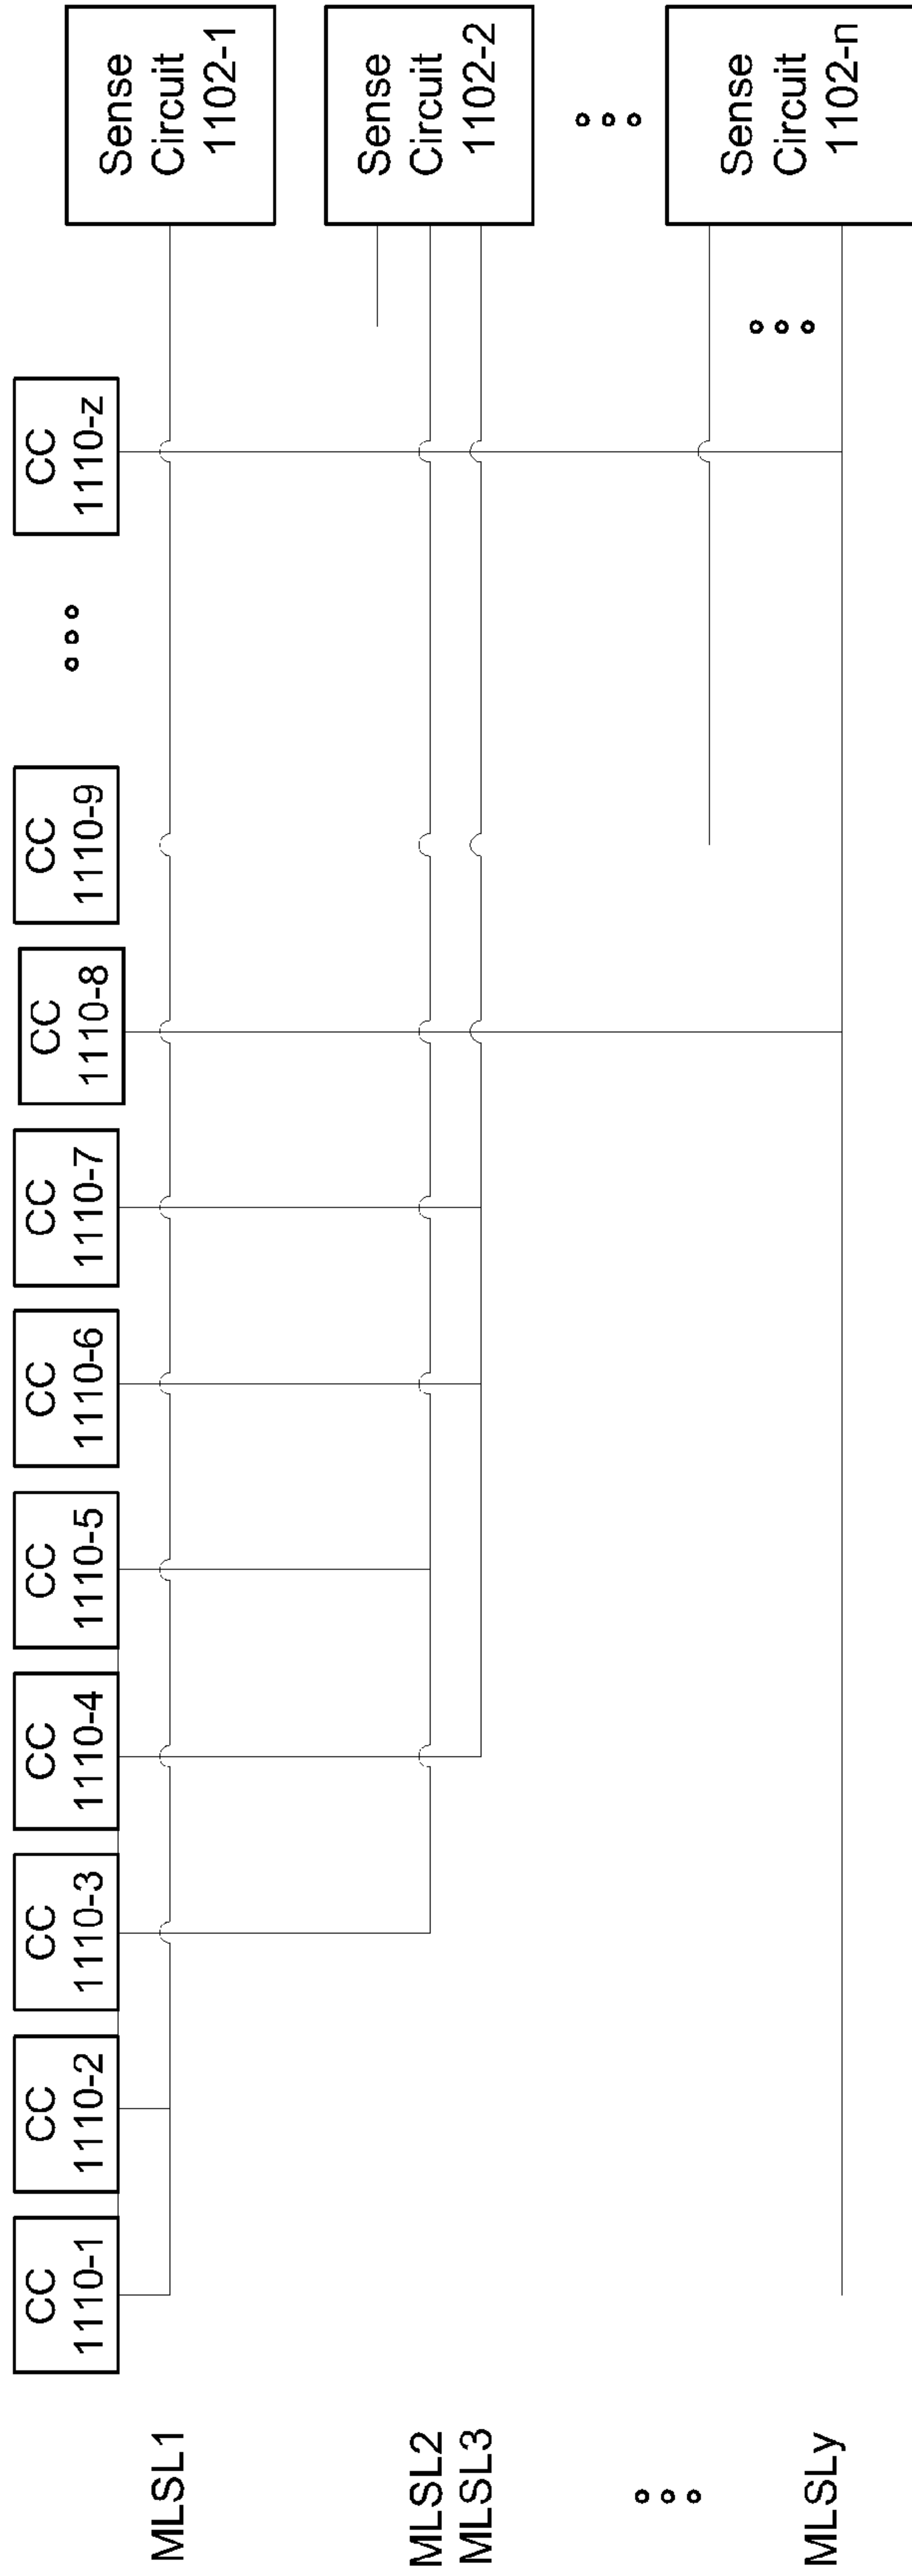 CC
1110-1
CC
1110-2
CC
1110-3
CC
1110-4
CC
1110-5
CC
1110-6
CC
1110-7
CC
1110-8
CC
1110-9
CC
1110-z
MLSL1
Sense
Circuit
1102-1
MLSL2
MLSL3
Sense
Circuit
1102-2
MLSLy
Sense
Circuit
1102-n